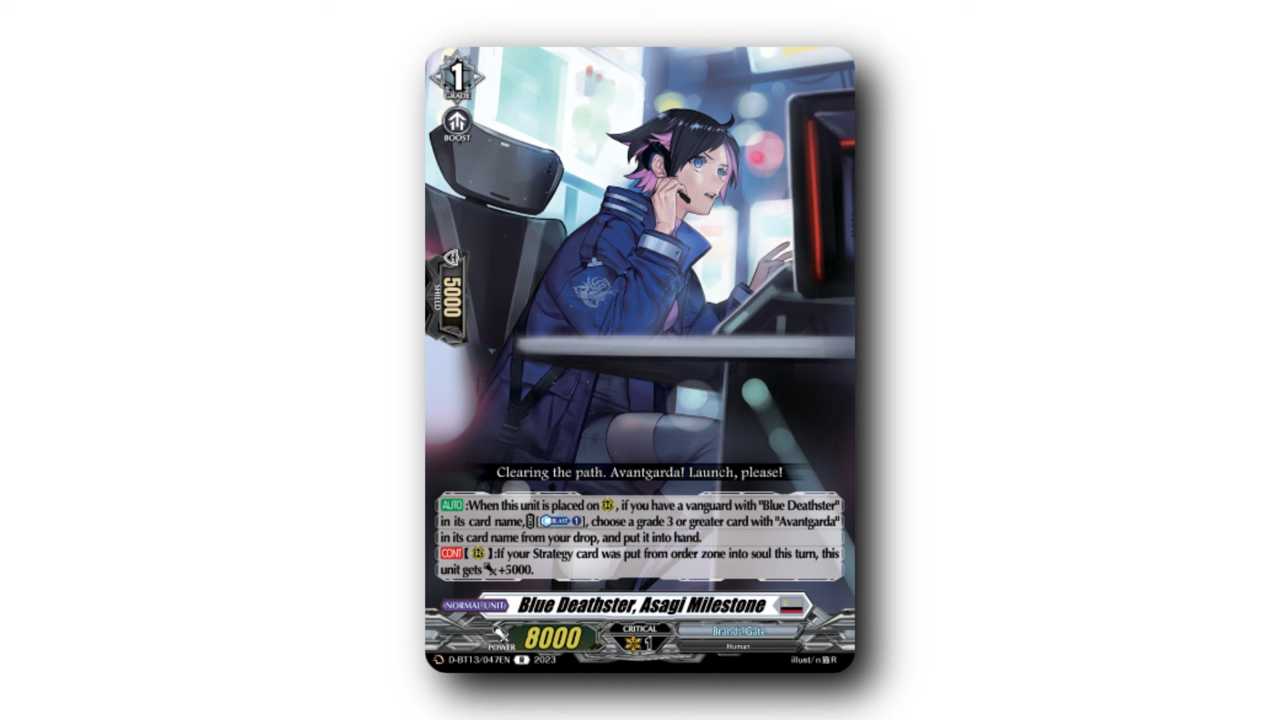 1
GRADE
BOOST
5000
SHIELD
Clearing the path. Avantgarda! Launch, please!
AUTO:When this unit is placed on , if you have a vanguard with "Blue Deathster"
in its card name, [BLAST 1], choose a grade 3 or greater card with "Avantgarda"
in its card name from your drop, and put it into hand.
CONT【 】:If your Strategy card was put from order zone into soul this turn, this
unit gets +5000.
NORMAL UNIT Blue Deathster, Asagi Milestone
POWER 8000 CRITICAL 1 Brandt Gate
Human
D-BT13/047EN R 2023 illust/n